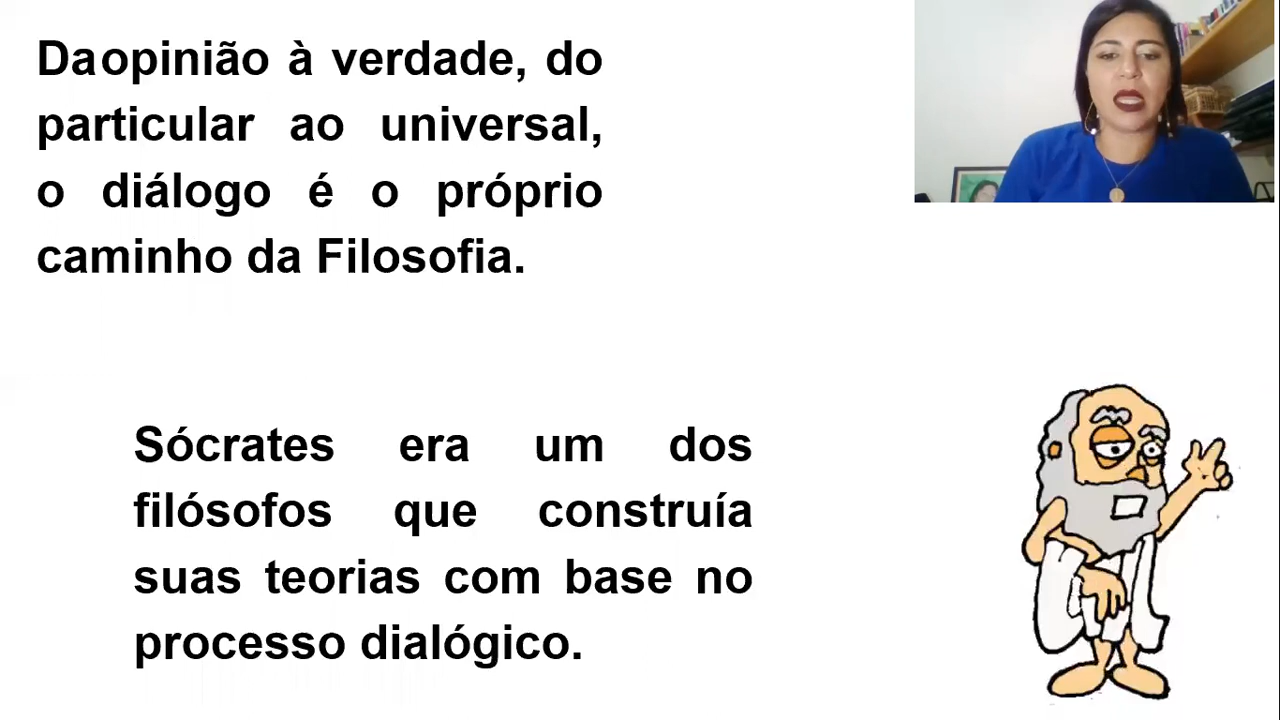 Daopinião à verdade, do
particular ao universal,
o diálogo é o próprio
caminho da Filosofia.
Sócrates era um dos
filósofos que construía
suas teorias com base no
processo dialógico.